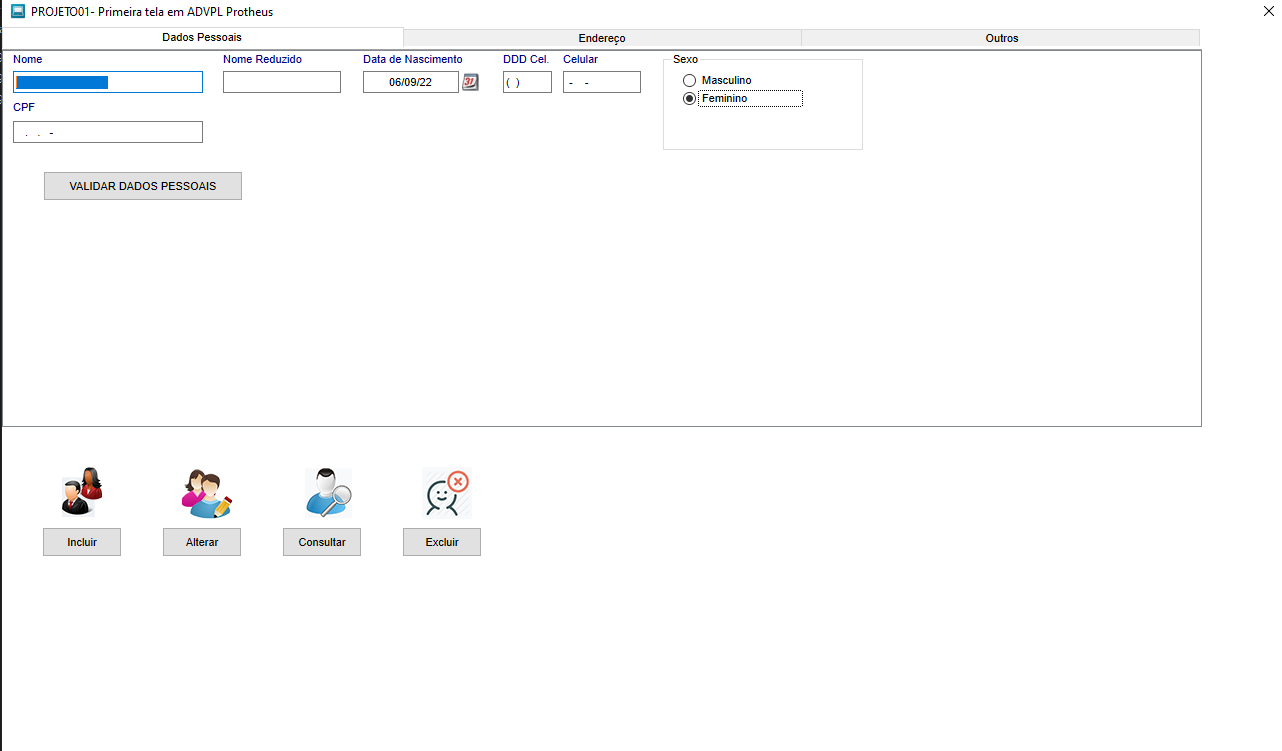 PROJETO01- Primeira tela em ADVPL Protheus
Dados Pessoais Endereço Outros
Nome Nome Reduzido Data de Nascimento DDD Cel. Celular Sexo
06/09/22 31 ( ) - -
Masculino
Feminino
CPF
. . -
VALIDAR DADOS PESSOAIS
Incluir Alterar Consultar Excluir